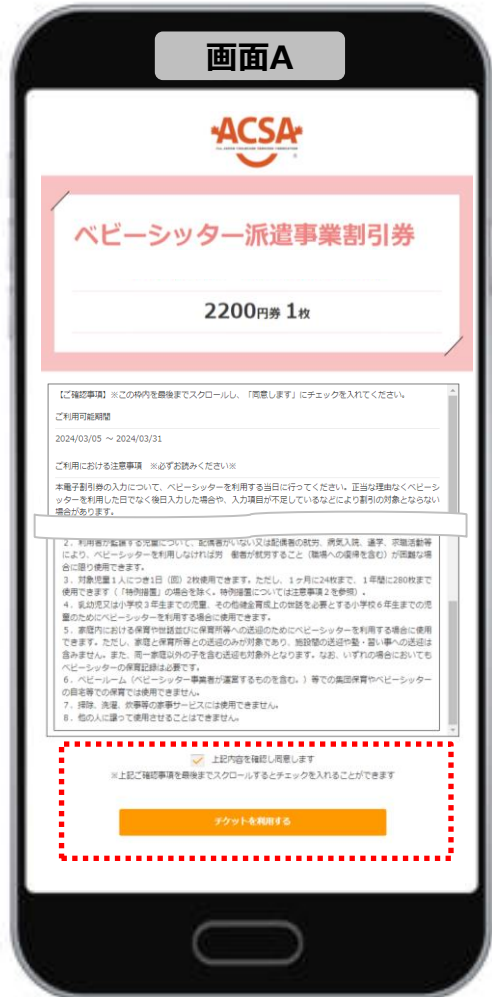 画面A
ACSA
ベビーシッター派遣事業割引券
2200円券 1枚
【ご確認事項】※この枠内を最後までスクロールし、「同意します」にチェックを入れてください。
ご利用可能期間
2024/03/05 ～ 2024/03/31
ご利用における注意事項 ※必ずお読みください※
本電子割引券の入力について、ベビーシッターを利用する当日に行ってください。正当な理由なくベビーシ
ッターを利用した日でなく後日入力した場合や、入力項目が不足しているなどにより割引の対象とならない
場合があります。
２．利用者が監護する児童について、配偶者がいない又は配偶者の就労、病気入院、通学、求職活動等
により、ベビーシッターを利用しなければ労 働者が就労すること（職場への復帰を含む）が困難な場
合に限り使用できます。
３．対象児童１人につき1日（回）2枚使用できます。ただし、１ヶ月に24枚まで、１年間に280枚まで
使用できます（「特例措置」の場合を除く。特例措置については注意事項２を参照）。
４．乳幼児又は小学校３年生までの児童、その他健全育成上の世話を必要とする小学校６年生までの児
童のためにベビーシッターを利用する場合に使用できます。
５．家庭内における保育や世話並びに保育所等への送迎のためにベビーシッターを利用する場合に使用
できます。ただし、家庭と保育所等との送迎のみが対象であり、施設間の送迎や塾・習い事への送迎は
含みません。また、同一家庭以外の子を含む送迎も対象外となります。なお、いずれの場合においても
ベビーシッターの保育記録は必要です。
６．ベビールーム（ベビーシッター事業者が運営するものを含む。）等での集団保育やベビーシッター
の自宅等での保育では使用できません。
７．掃除、洗濯、炊事等の家事サービスには使用できません。
８．他の人に譲って使用させることはできません。
上記内容を確認し同意します
※上記ご確認事項を最後までスクロールするとチェックを入れることができます
チケットを利用する